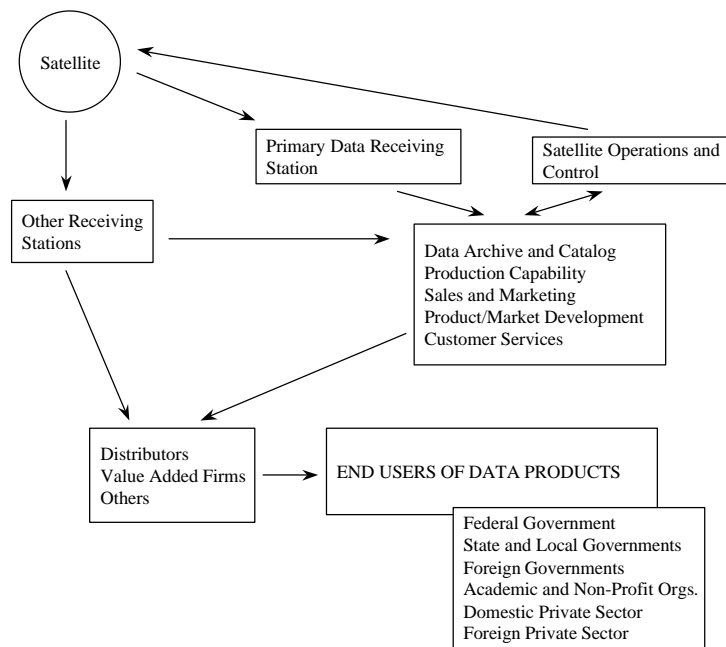 Satellite
Primary Data Receiving
Station
Satellite Operations and
Control
Other Receiving
Stations
Data Archive and Catalog
Production Capability
Sales and Marketing
Product/Market Development
Customer Services
Distributors
Value Added Firms
Others
END USERS OF DATA PRODUCTS
Federal Government
State and Local Governments
Foreign Governments
Academic and Non-Profit Orgs.
Domestic Private Sector
Foreign Private Sector